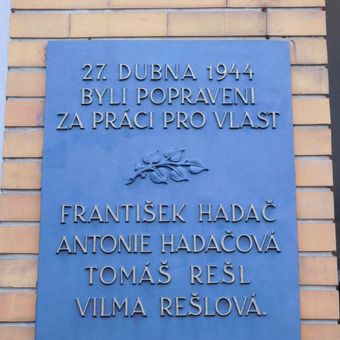 27. DUBNA 1944
BYLI POPRAVENI
ZA PRÁCI PRO VLAST
FRANTIŠEK HADAČ
ANTONIE HADAČOVÁ
TOMÁŠ REŠL
VILMA REŠLOVÁ.